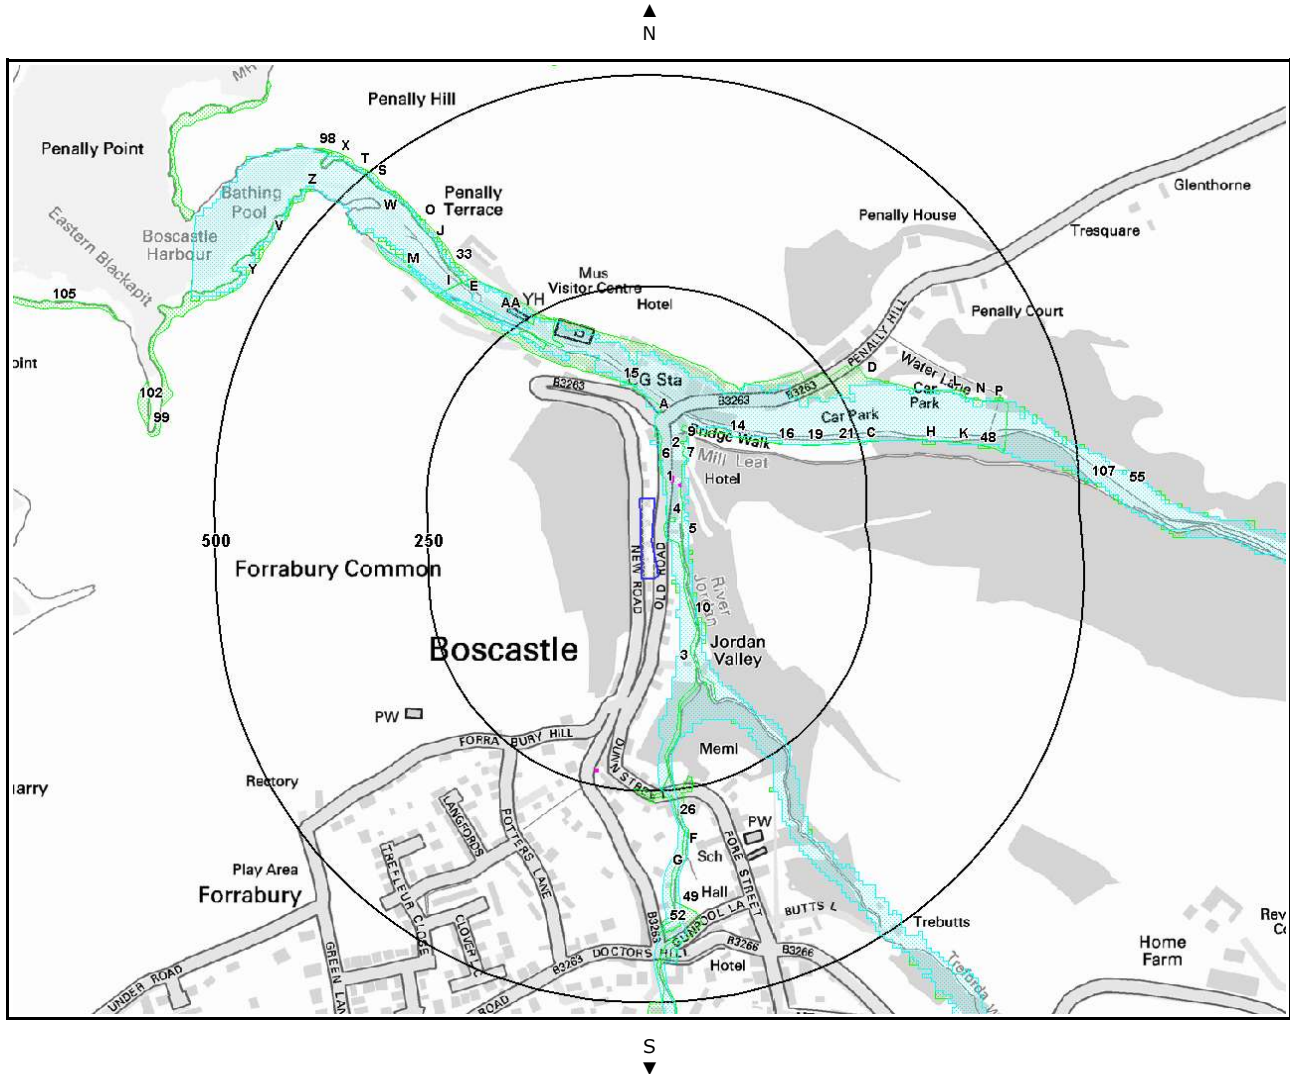 N
Penally Hill
Penally Point
98
X
T
S
Z
W
Bathing
Pool
O
Penally
Terrace
J
V
Boscastle
Harbour
Eastern Blackapit
33
M
Y
I
E
AA
YH
Mus
Visitor Centre
Hotel
Glenthorne
Penally House
Tresquare
Penally Court
105
102
99
PENALLY HILL
Water Lane
D
N
P
Car
Park
Car Park
B3263
B3263
B3263
15
CG Sta
A
14
16
19
21
C
H
K
48
9
Bridge Walk
2
6
7
Mill Leat
Hotel
1
4
5
107
55
500
250
Forrabury Common
NEW ROAD
OLD ROAD
River
Jordan
10
Boscastle
3
Jordan
Valley
PW
FORRABURY HILL
DUNN STREET
Meml
Rectory
arry
26
LANGFORDS
POTTERS LANE
F
G
PW
Sch
FORE STREET
Play Area
Forrabury
TREFLEUR CLOSE
49
Hall
52
GUNPOOL LA
BUTTS L
Trebutts
CLOVER
B3263
DOCTORS HILL
B3263
B3266
B3266
Hotel
Home
Farm
Rev
UNDER ROAD
GREEN LAN
ROAD
Treforda W
S